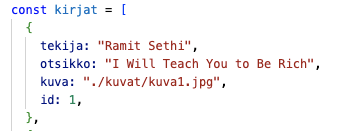 const kirjat = [
{
tekija: "Ramit Sethi",
otsikko: "I Will Teach You to Be Rich",
kuva: "./kuvat/kuva1.jpg",
id: 1,
},